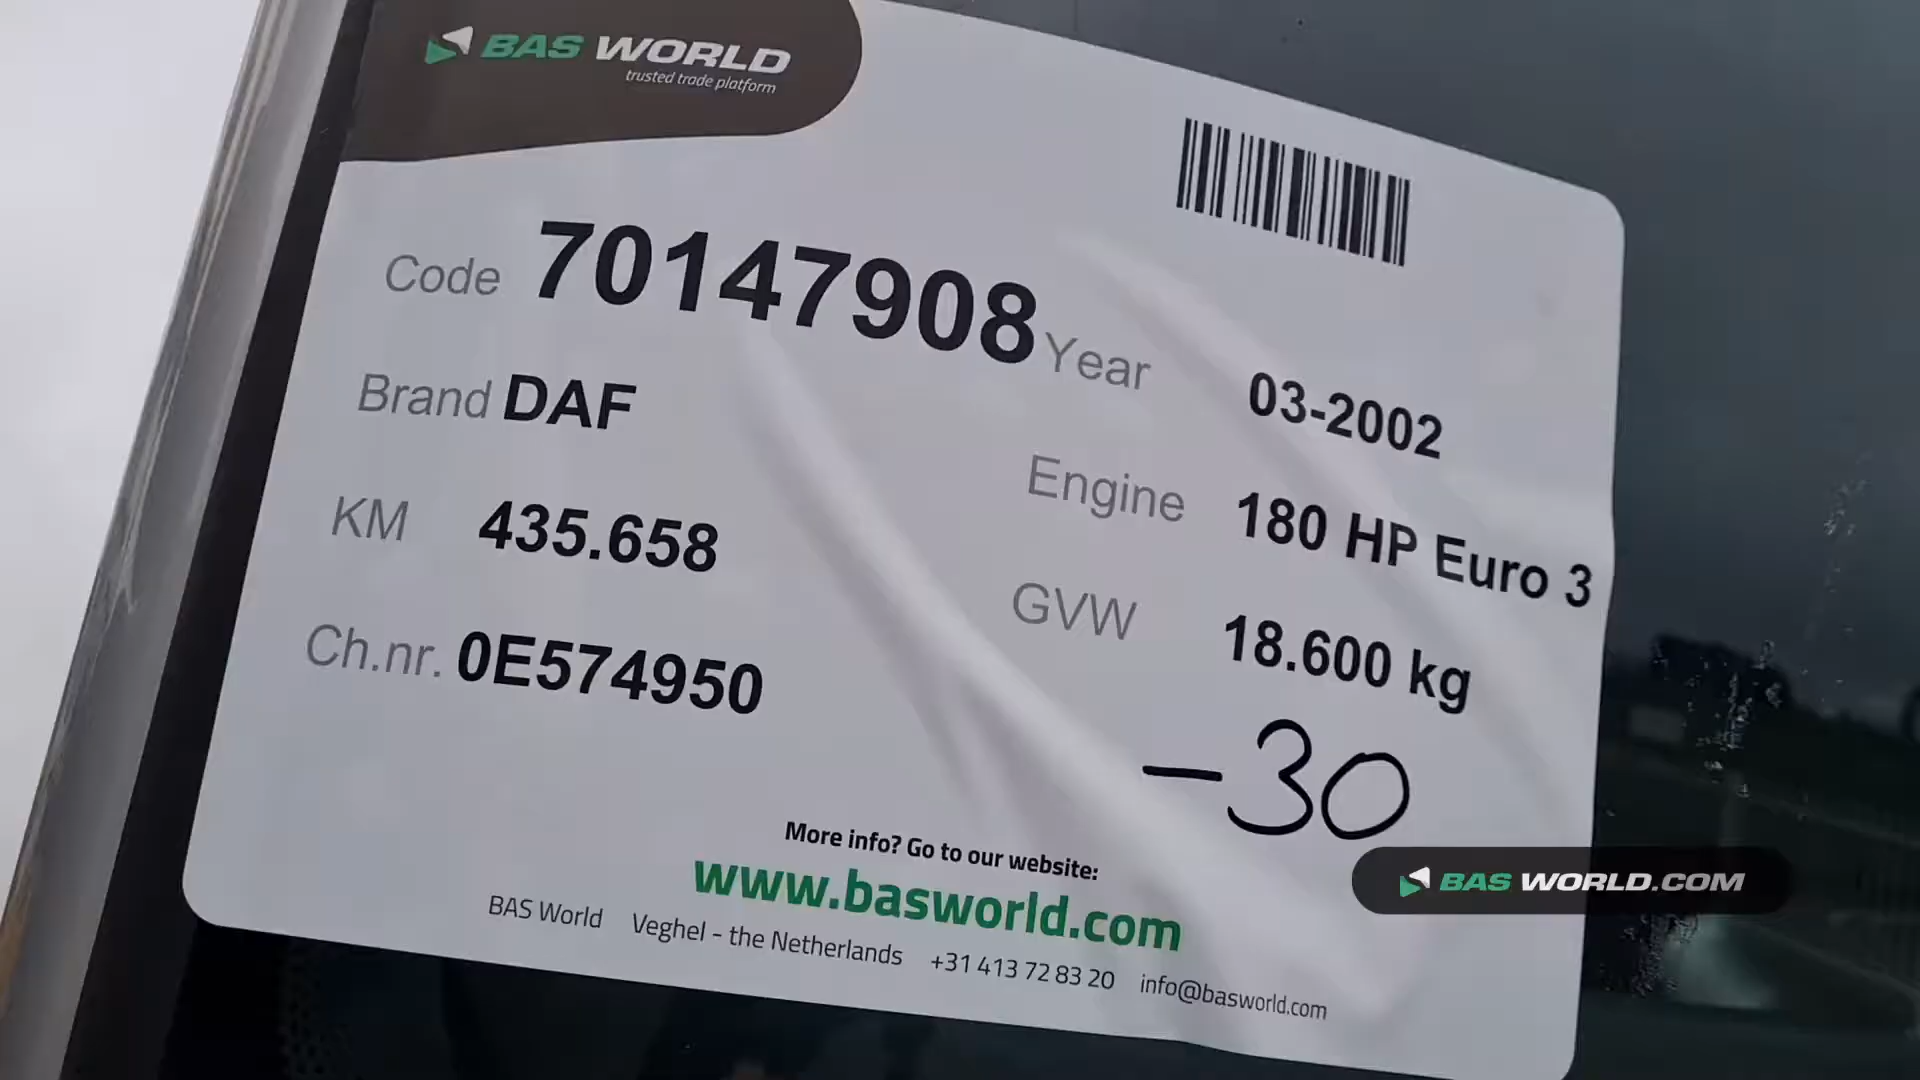 BAS WORLD
trusted trade platform
Code 70147908
Year 03-2002
Brand DAF
Engine 180 HP Euro 3
KM 435.658
GVW 18.600 kg
Ch.nr. 0E574950
-30
More info? Go to our website:
www.basworld.com
BAS World Veghel - the Netherlands +31 413 72 83 20 info@basworld.com
BAS WORLD.COM